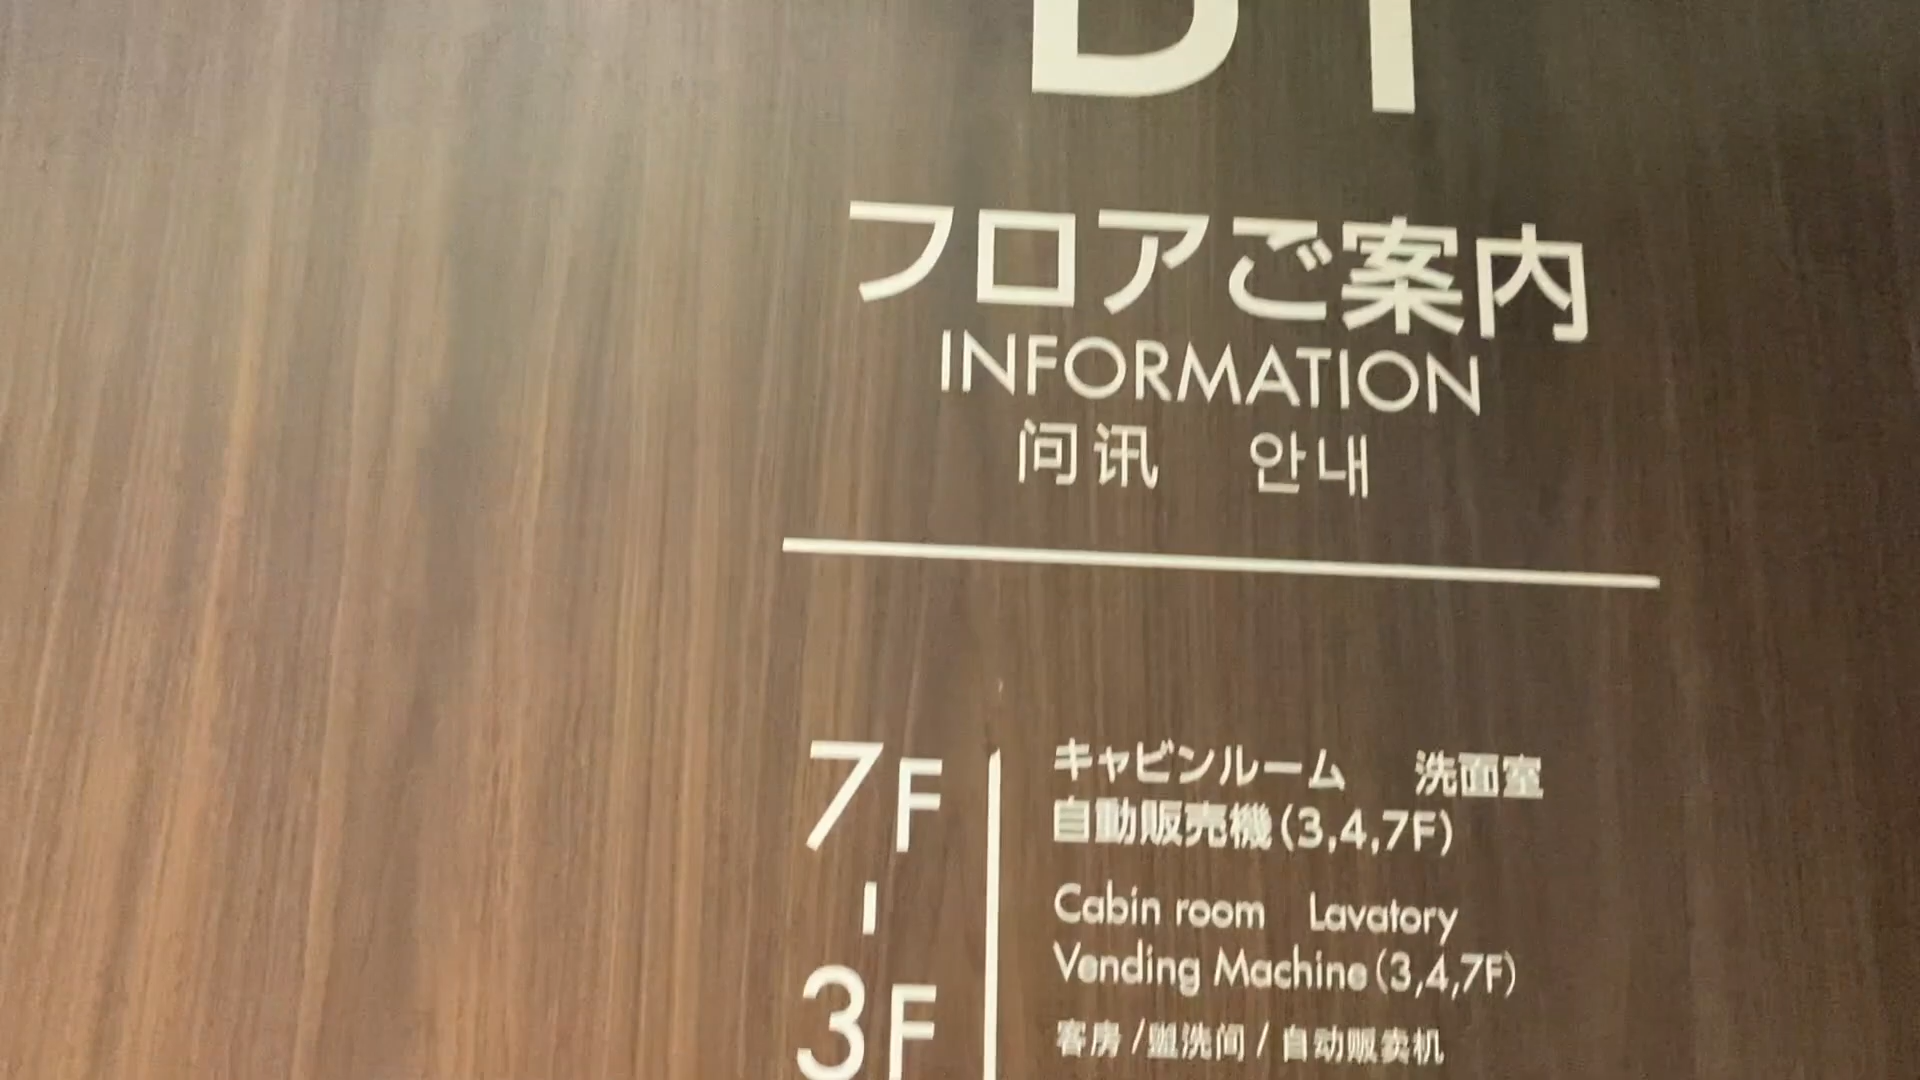 B1
フロアご案内
INFORMATION
问讯 안내
7F
-
3F
キャビンルーム 洗面室
自動販売機(3,4,7F)
Cabin room Lavatory
Vending Machine(3,4,7F)
客房/盥洗间/自动贩卖机